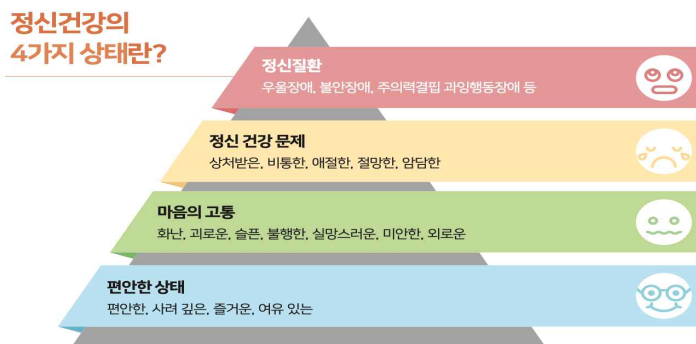 정신건강의
4가지 상태란?
정신질환
우울장애, 불안장애, 주의력결핍 과잉행동장애 등
정신 건강 문제
상처받은, 비통한, 애절한, 절망한, 암담한
마음의 고통
화난, 괴로운, 슬픈, 불행한, 실망스러운, 미안한, 외로운
편안한 상태
편안한, 사려 깊은, 즐거운, 여유 있는